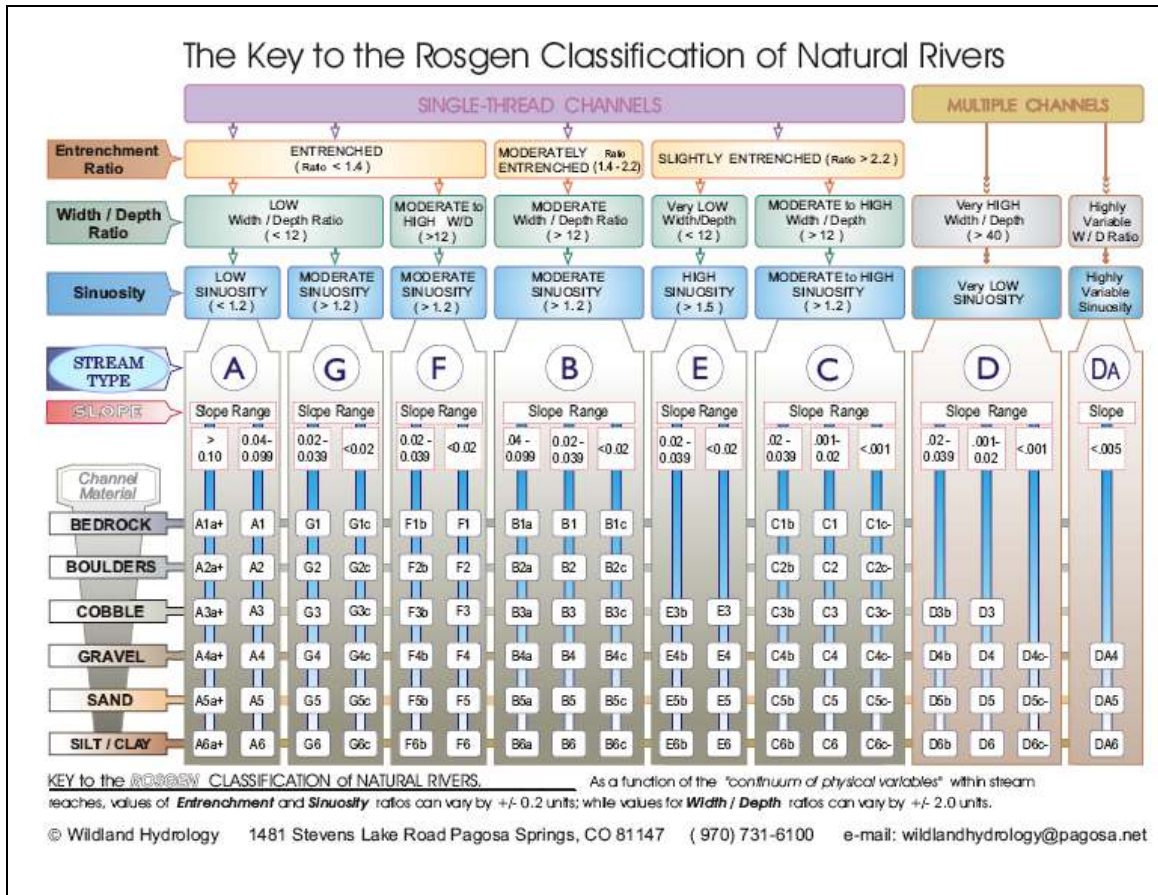 The Key to the Rosgen Classification of Natural Rivers
SINGLE-THREAD CHANNELS
MULTIPLE CHANNELS
Entrenchment
Ratio
ENTRENCHED
( Ratio < 1.4 )
MODERATELY
ENTRENCHED
Ratio
(1.4 - 2.2)
SLIGHTLY ENTRENCHED ( Ratio > 2.2 )
Width / Depth
Ratio
LOW
Width / Depth Ratio
( < 12 )
MODERATE to
HIGH W/D
( >12 )
MODERATE
Width / Depth Ratio
( > 12 )
Very LOW
Width/Depth
( < 12 )
MODERATE to HIGH
Width / Depth
( > 12 )
Very HIGH
Width / Depth
( > 40 )
Highly
Variable
W / D Ratio
Sinuosity
LOW
SINUOSITY
( < 1.2 )
MODERATE
SINUOSITY
( > 1.2 )
MODERATE
SINUOSITY
( > 1.2 )
MODERATE
SINUOSITY
( > 1.2 )
HIGH
SINUOSITY
( > 1.5 )
MODERATE to HIGH
SINUOSITY
( > 1.2 )
Very LOW
SINUOSITY
Highly
Variable
Sinuosity
STREAM
TYPE
A G F B E C D DA
SLOPE
Slope Range Slope Range Slope Range Slope Range Slope Range Slope Range Slope Range Slope
> 0.10
0.04-0.099
0.02-0.039
<0.02
0.02-0.039
<0.02
.04-0.099
0.02-0.039
<0.02
0.02-0.039
<0.02
.02-0.039
.001-0.02
<.001
.02-0.039
.001-0.02
<.001
<.005
Channel
Material
BEDROCK A1a+ A1 G1 G1c F1b F1 B1a B1 B1c C1b C1 C1c-
BOULDERS A2a+ A2 G2 G2c F2b F2 B2a B2 B2c C2b C2 C2c-
COBBLE A3a+ A3 G3 G3c F3b F3 B3a B3 B3c E3b E3 C3b C3 C3c- D3b D3
GRAVEL A4a+ A4 G4 G4c F4b F4 B4a B4 B4c E4b E4 C4b C4 C4c- D4b D4 D4c- DA4
SAND A5a+ A5 G5 G5c F5b F5 B5a B5 B5c E5b E5 C5b C5 C5c- D5b D5 D5c- DA5
SILT / CLAY A6a+ A6 G6 G6c F6b F6 B6a B6 B6c E6b E6 C6b C6 C6c- D6b D6 D6c- DA6
KEY to the ROSGEN CLASSIFICATION of NATURAL RIVERS. As a function of the "continuum of physical variables" within stream
reaches, values of Entrenchment and Sinuosity ratios can vary by +/- 0.2 units; while values for Width / Depth ratios can vary by +/- 2.0 units.
© Wildland Hydrology 1481 Stevens Lake Road Pagosa Springs, CO 81147 ( 970) 731-6100 e-mail: wildlandhydrology@pagosa.net